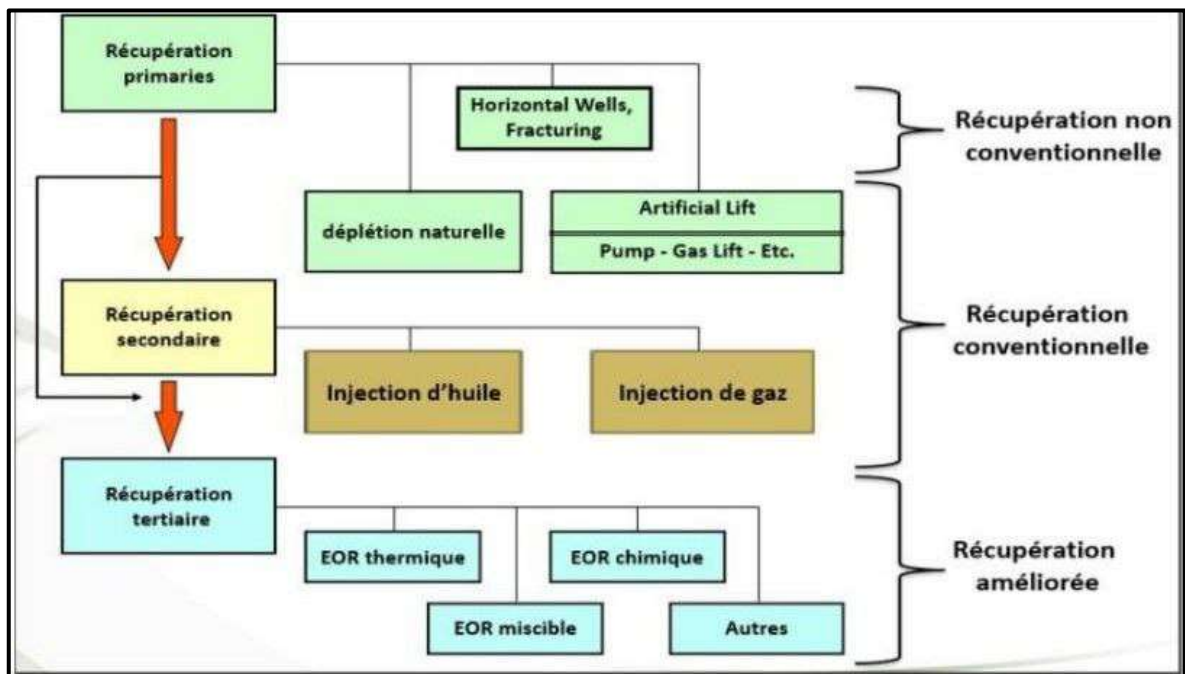 Récupération
primaries
Horizontal Wells,
Fracturing
Récupération non
conventionnelle
déplétion naturelle
Artificial Lift
Pump - Gas Lift - Etc.
Récupération
secondaire
Récupération
conventionnelle
Injection d'huile
Injection de gaz
Récupération
tertiaire
EOR thermique
EOR chimique
Récupération
améliorée
EOR miscible
Autres